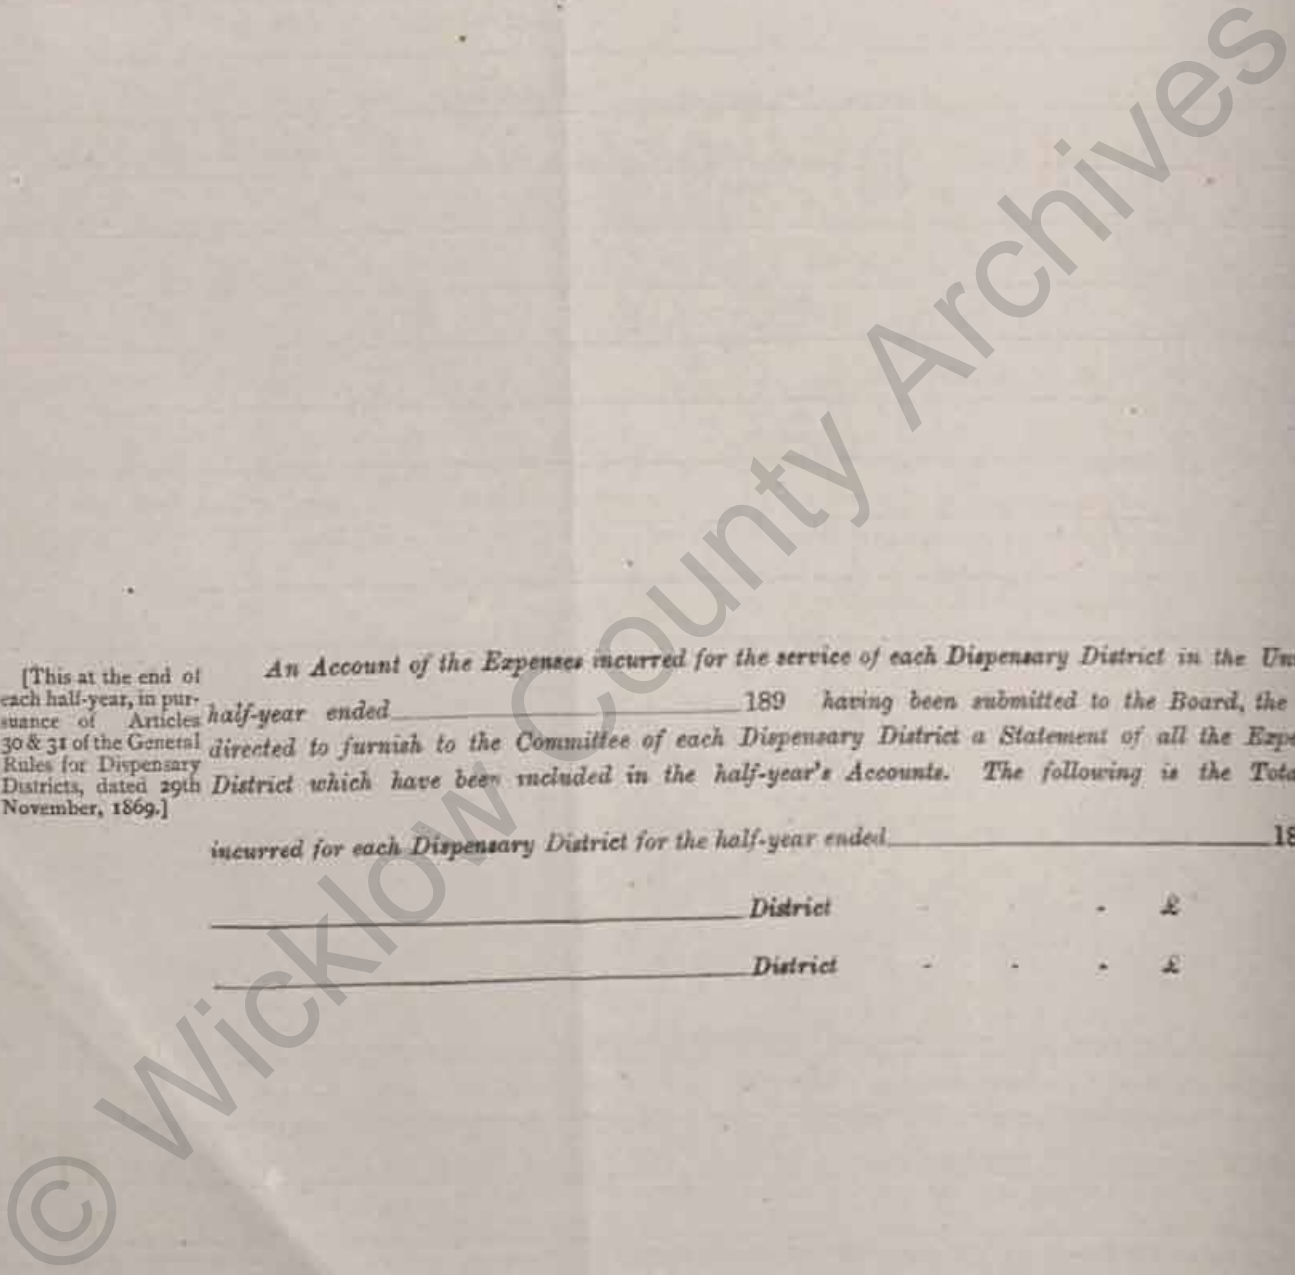 [This at the end of
each half-year, in pur-
suance of Articles
30 & 31 of the General
Rules for Dispensary
Districts, dated 29th
November, 1869.]
An Account of the Expenses incurred for the service of each Dispensary District in the Un
half-year ended 189 having been submitted to the Board, the
directed to furnish to the Committee of each Dispensary District a Statement of all the Expe
District which have been included in the half-year's Accounts. The following is the Tota
incurred for each Dispensary District for the half-year ended 18
District - - - £
District - - - £
© Wicklow County Archives